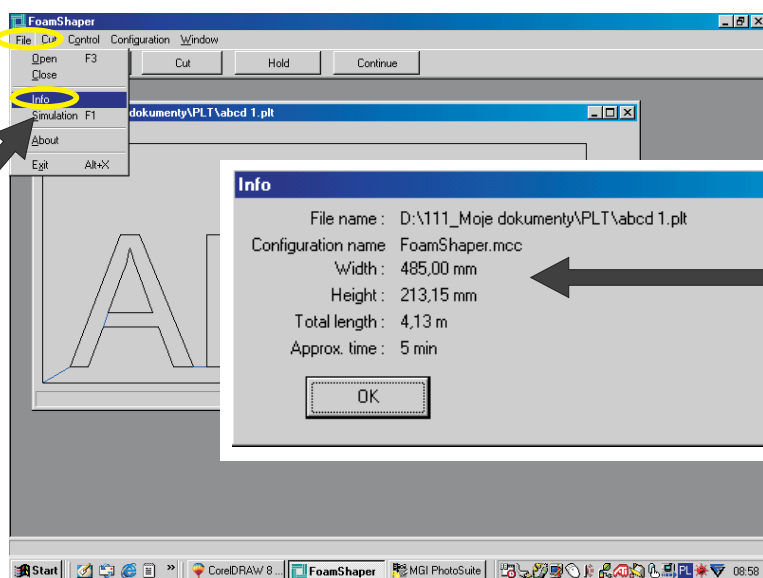 FoamShaper
File Cut Control Configuration Window
Cut Hold Continue
Open F3
Close
Info
Simulation F1
About
Exit Alt+X
dokumenty\PLT\abcd 1.plt
A
Info
File name : D:\111_Moje dokumenty\PLT\abcd 1.plt
Configuration name FoamShaper.mcc
Width : 485,00 mm
Height : 213,15 mm
Total length : 4,13 m
Approx. time : 5 min
OK
Start » CorelDRAW 8 ... FoamShaper MGI PhotoSuite PL 08:58